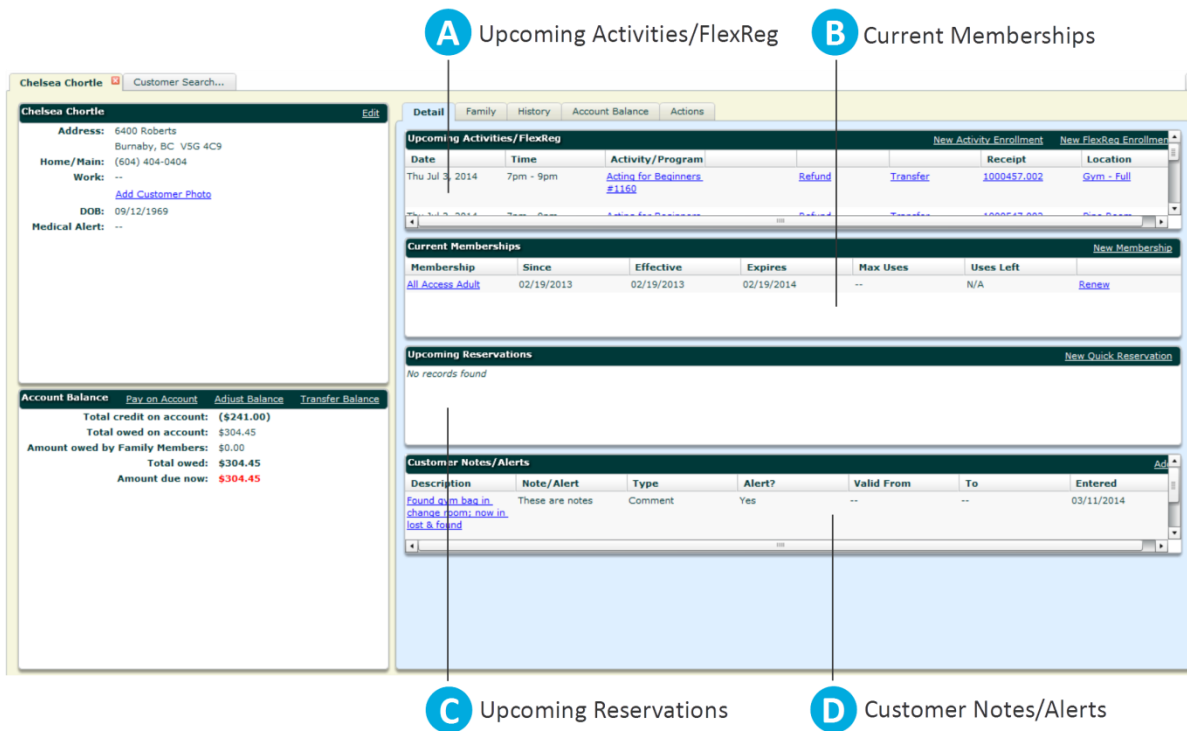 A Upcoming Activities/FlexReg B Current Memberships
Chelsea Chortle Customer Search...
Chelsea Chortle Edit
Address: 6400 Roberts
Burnaby, BC V5G 4C9
Home/Main: (604) 404-0404
Work: --
Add Customer Photo
DOB: 09/12/1969
Medical Alert: --
Account Balance Pay on Account Adjust Balance Transfer Balance
Total credit on account: ($241.00)
Total owed on account: $304.45
Amount owed by Family Members: $0.00
Total owed: $304.45
Amount due now: $304.45
Detail Family History Account Balance Actions
Upcoming Activities/FlexReg New Activity Enrollment New FlexReg Enrollmen
Date Time Activity/Program Receipt Location
Thu Jul 3, 2014 7pm - 9pm Acting for Beginners Refund Transfer 1000457.002 Gym - Full
#1160
Current Memberships New Membership
Membership Since Effective Expires Max Uses Uses Left
All Access Adult 02/19/2013 02/19/2013 02/19/2014 -- N/A Renew
Upcoming Reservations New Quick Reservation
No records found
Customer Notes/Alerts Ad
Description Note/Alert Type Alert? Valid From To Entered
Found gym bag in These are notes Comment Yes -- -- 03/11/2014
change room; now in
lost & found
C Upcoming Reservations D Customer Notes/Alerts